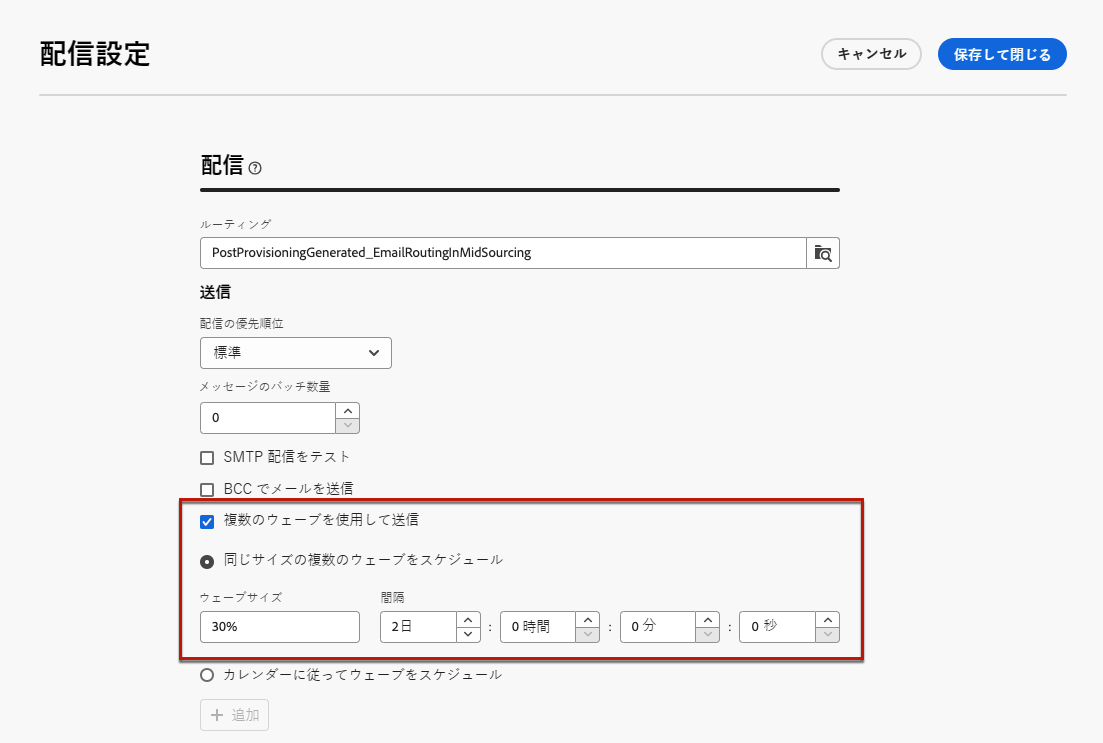 配信設定
キャンセル
保存して閉じる
配信
ルーティング
PostProvisioningGenerated_EmailRoutingInMidSourcing
送信
配信の優先順位
標準
メッセージのバッチ数量
0
SMTP 配信をテスト
BCC でメールを送信
複数のウェーブを使用して送信
同じサイズの複数のウェーブをスケジュール
ウェーブサイズ 間隔
30% 2日 : 0 時間 : 0 分 : 0 秒
カレンダーに従ってウェーブをスケジュール
+ 追加